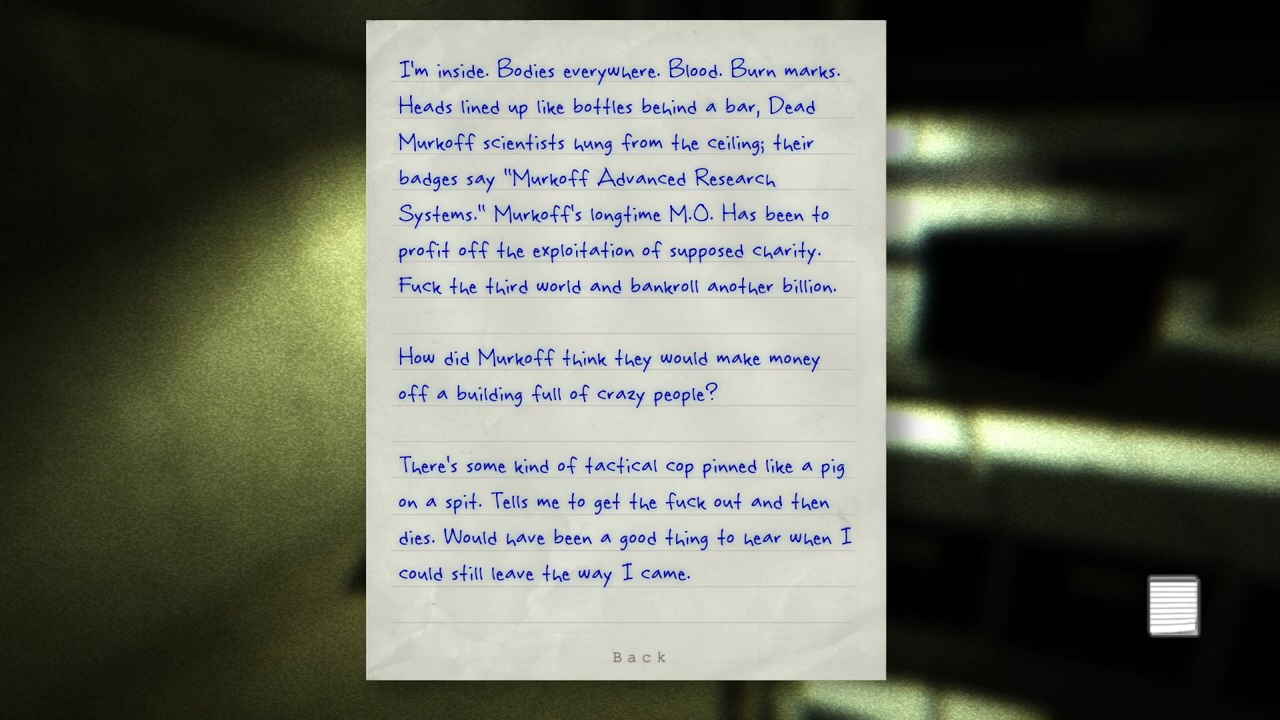 I'm inside. Bodies everywhere. Blood. Burn marks.
Heads lined up like bottles behind a bar, Dead
Murkoff scientists hung from the ceiling; their
badges say "Murkoff Advanced Research
Systems." Murkoff's longtime M.O. Has been to
profit off the exploitation of supposed charity.
Fuck the third world and bankroll another billion.
How did Murkoff think they would make money
off a building full of crazy people?
There's some kind of tactical cop pinned like a pig
on a spit. Tells me to get the fuck out and then
dies. Would have been a good thing to hear when I
could still leave the way I came.
Back